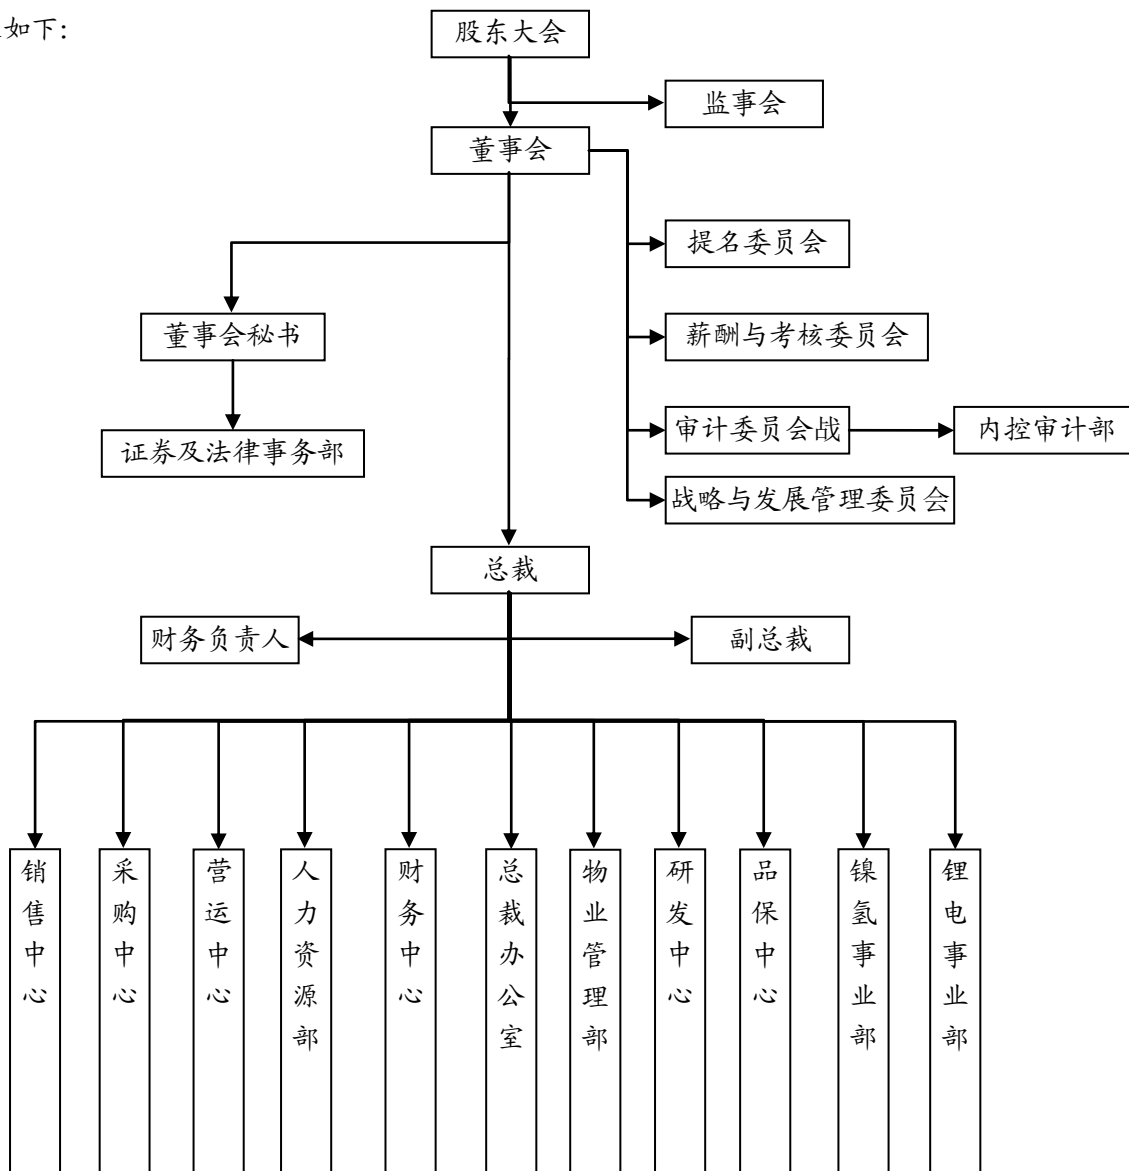 如下：
股东大会
监事会
董事会
提名委员会
董事会秘书
薪酬与考核委员会
审计委员会战
内控审计部
证券及法律事务部
战略与发展管理委员会
总裁
财务负责人
副总裁
销售中心
采购中心
营运中心
人力资源部
财务中心
总裁办公室
物业管理部
研发中心
品保中心
镍氢事业部
锂电事业部